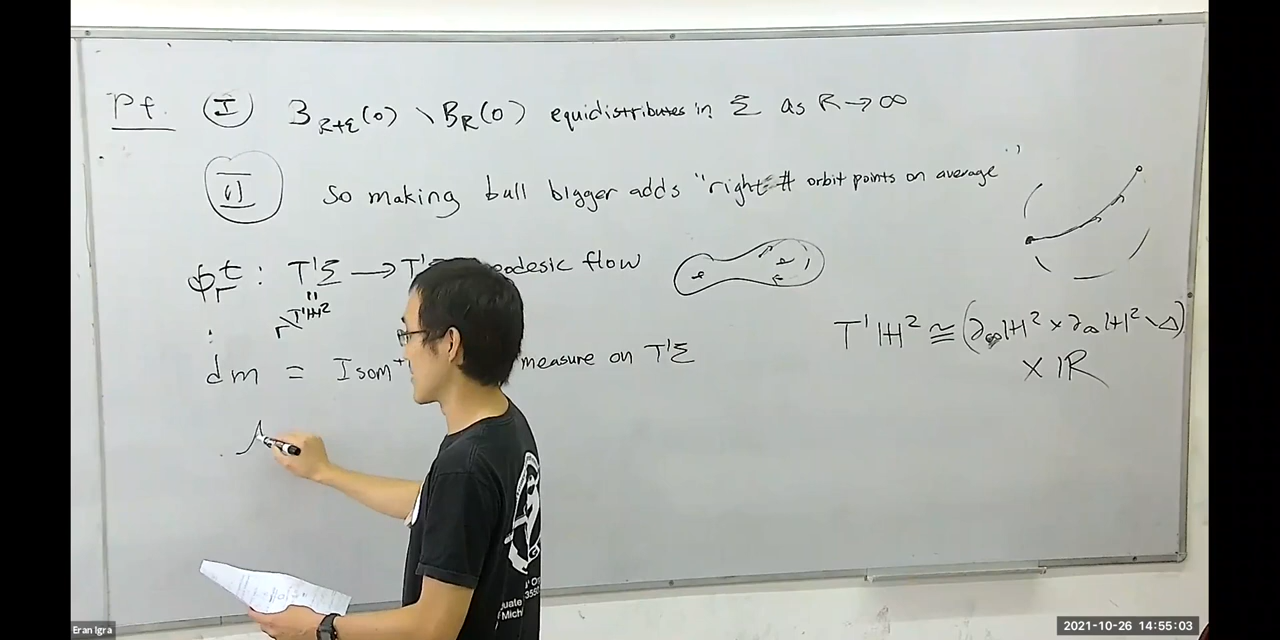 Pf. (I) B_{R+ε}(0) \ B_R(0) equidistributes in Σ as R → ∞
(II) So making ball bigger adds "right # orbit points on average"
ϕ_Γ^t : T¹Σ → T¹ geodesic flow
=
Γ\T¹ℍ²
T¹ℍ² ≅ (∂∞ℍ² × ∂∞ℍ² \ Δ)
× ℝ
dm = Isom⁺ measure on T¹Σ
Mich
Eran Igra
2021-10-26 14:55:03